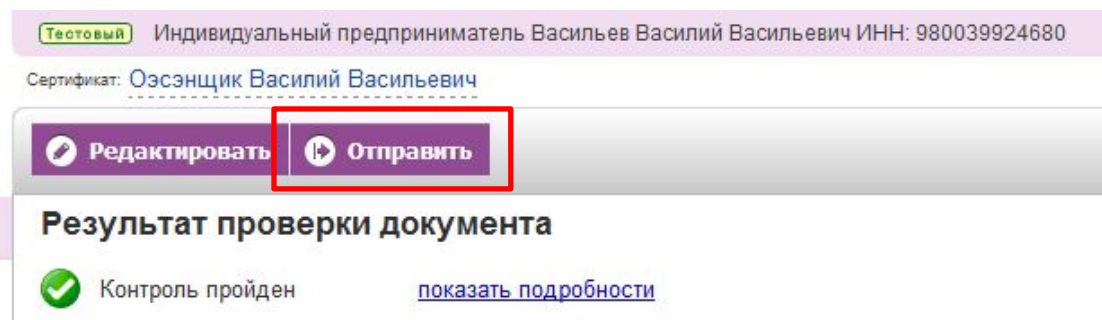 Тестовый Индивидуальный предприниматель Васильев Василий Васильевич ИНН: 980039924680
Сертификат: Оэсэнщик Василий Васильевич
Редактировать Отправить
Результат проверки документа
Контроль пройден показать подробности